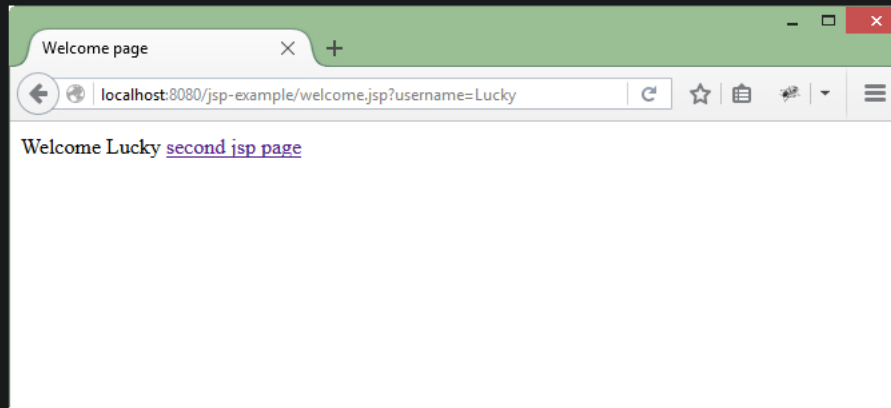 Welcome page
localhost:8080/jsp-example/welcome.jsp?username=Lucky
Welcome Lucky second jsp page